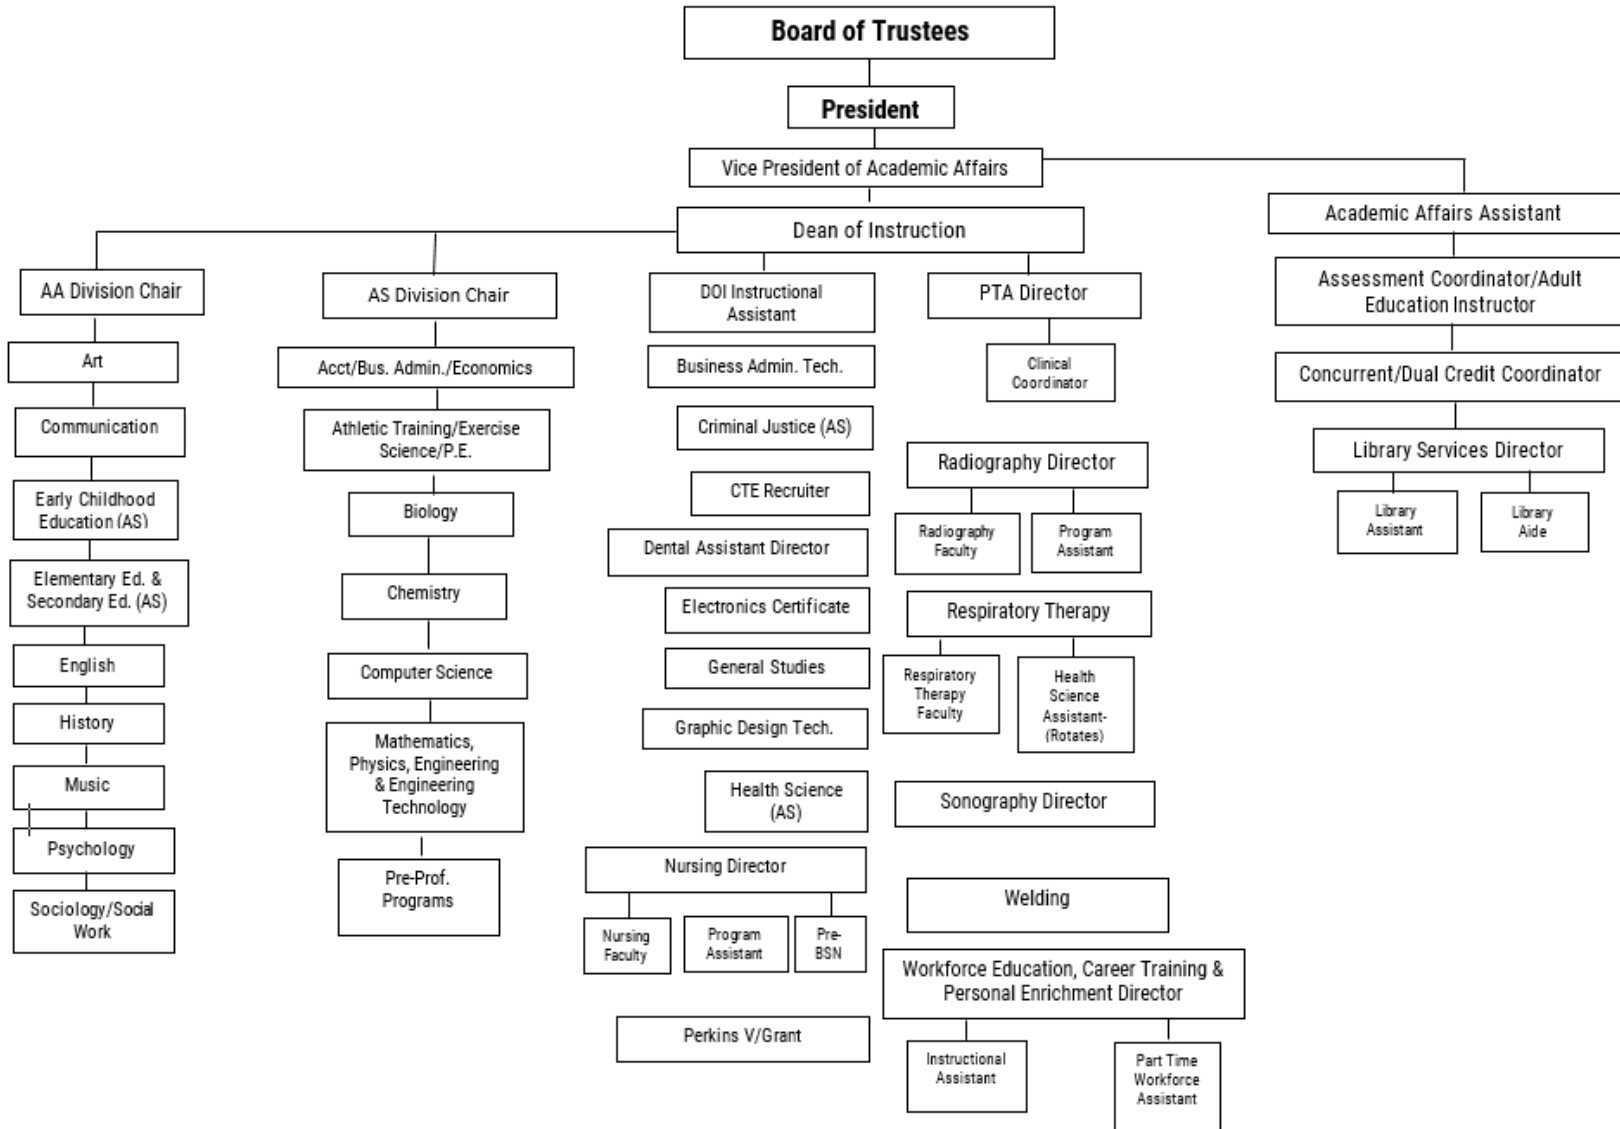 Board of Trustees
President
Vice President of Academic Affairs
Dean of Instruction
Academic Affairs Assistant
AA Division Chair
Art
Communication
Early Childhood
Education (AS)
Elementary Ed. &
Secondary Ed. (AS)
English
History
Music
Psychology
Sociology/Social
Work
AS Division Chair
Acct/Bus. Admin./Economics
Athletic Training/Exercise
Science/P.E.
Biology
Chemistry
Computer Science
Mathematics,
Physics, Engineering
& Engineering
Technology
Pre-Prof.
Programs
DOI Instructional
Assistant
Business Admin. Tech.
Criminal Justice (AS)
CTE Recruiter
Dental Assistant Director
Electronics Certificate
General Studies
Graphic Design Tech.
Health Science
(AS)
Nursing Director
Nursing
Faculty
Program
Assistant
Pre-
BSN
Perkins V/Grant
PTA Director
Clinical
Coordinator
Radiography Director
Radiography
Faculty
Program
Assistant
Respiratory Therapy
Respiratory
Therapy
Faculty
Health
Science
Assistant-
(Rotates)
Sonography Director
Welding
Workforce Education, Career Training &
Personal Enrichment Director
Instructional
Assistant
Part Time
Workforce
Assistant
Assessment Coordinator/Adult
Education Instructor
Concurrent/Dual Credit Coordinator
Library Services Director
Library
Assistant
Library
Aide